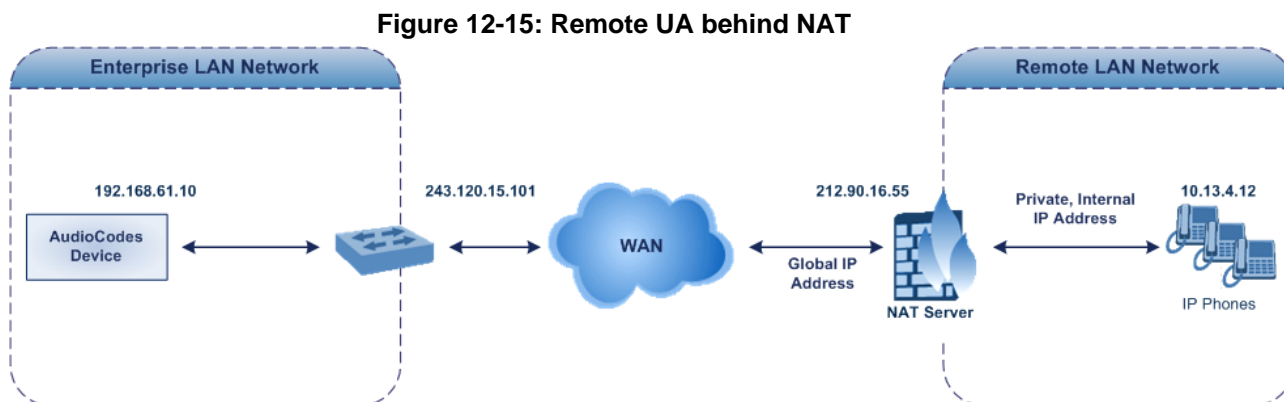 Figure 12-15: Remote UA behind NAT
Enterprise LAN Network
Remote LAN Network
192.168.61.10
243.120.15.101
212.90.16.55
Private, Internal
IP Address
10.13.4.12
AudioCodes
Device
WAN
Global IP
Address
NAT Server
IP Phones